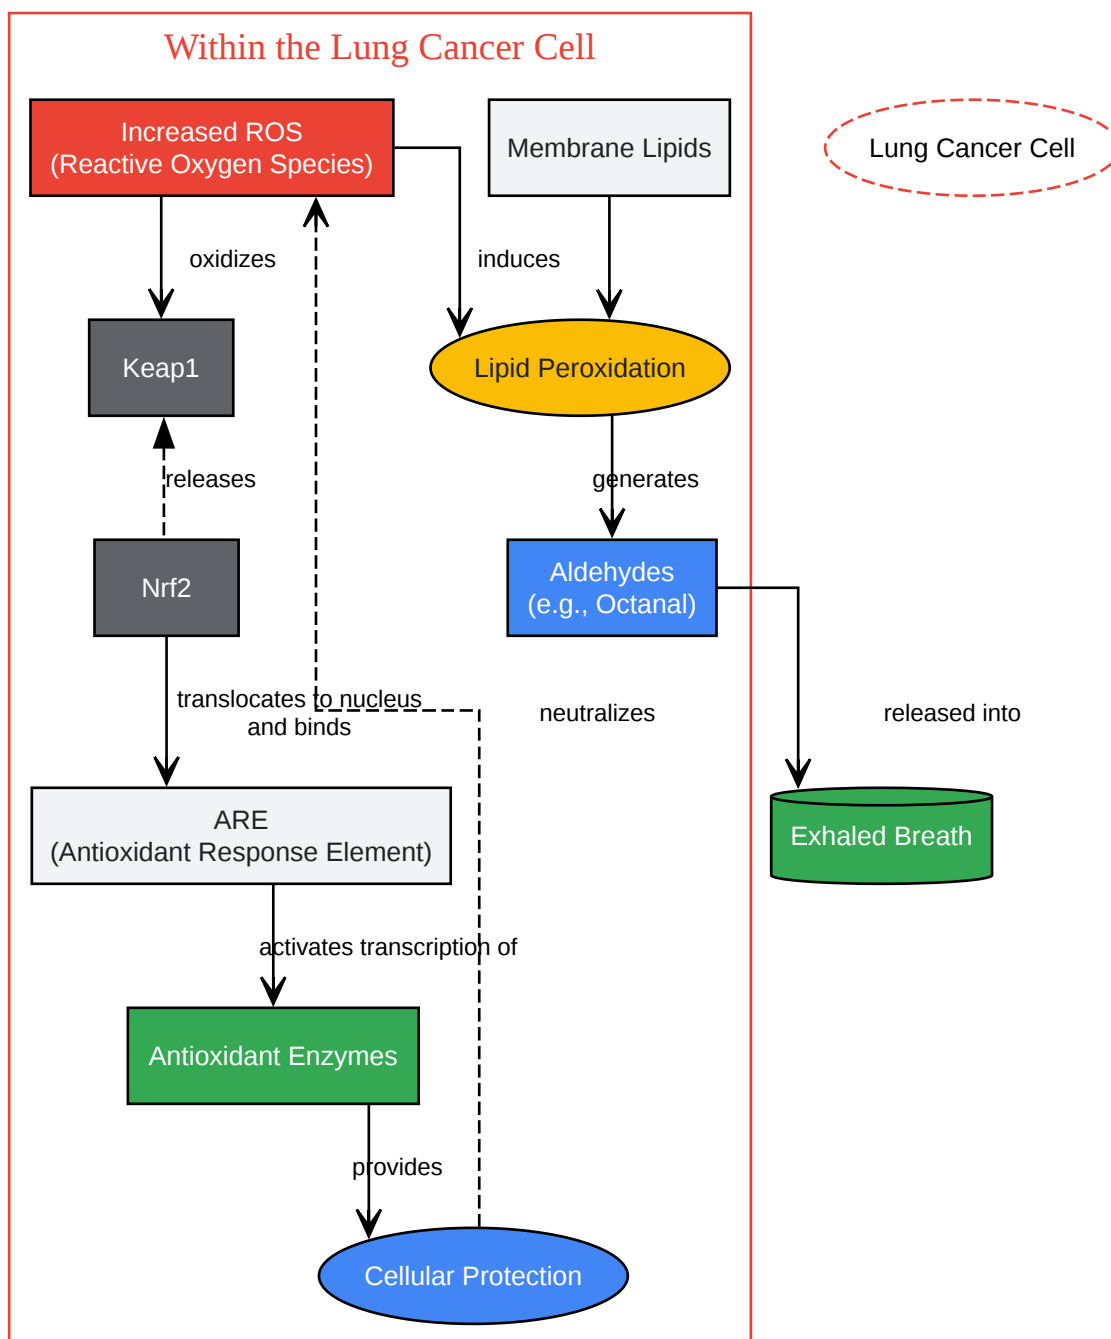 Within the Lung Cancer Cell
Increased ROS
(Reactive Oxygen Species)
Membrane Lipids
Lung Cancer Cell
oxidizes
induces
Keap1
Lipid Peroxidation
releases
generates
Nrf2
Aldehydes
(e.g., Octanal)
translocates to nucleus
and binds
neutralizes
released into
ARE
(Antioxidant Response Element)
Exhaled Breath
activates transcription of
Antioxidant Enzymes
provides
Cellular Protection